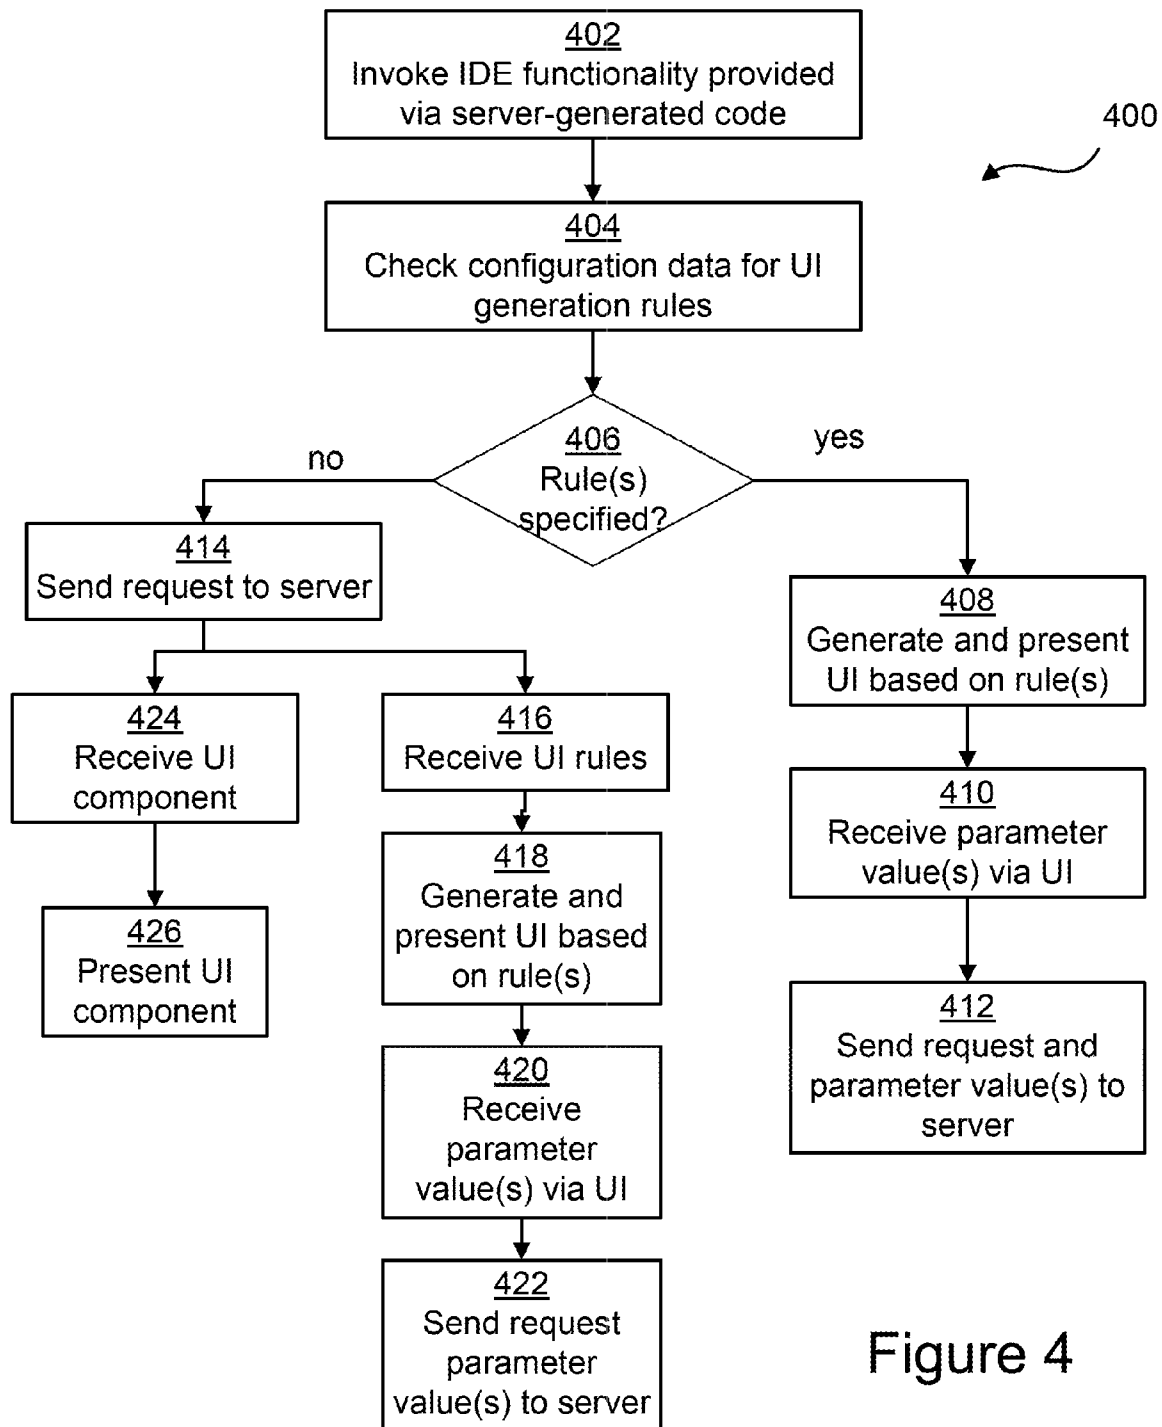 402
Invoke IDE functionality provided
via server-generated code
400
404
Check configuration data for UI
generation rules
406
Rule(s)
specified?
no
yes
414
Send request to server
408
Generate and present
UI based on rule(s)
424
Receive UI
component
416
Receive UI rules
410
Receive parameter
value(s) via UI
418
Generate and
present UI based
on rule(s)
426
Present UI
component
412
Send request and
parameter value(s) to
server
420
Receive
parameter
value(s) via UI
422
Send request
parameter
value(s) to server
Figure 4